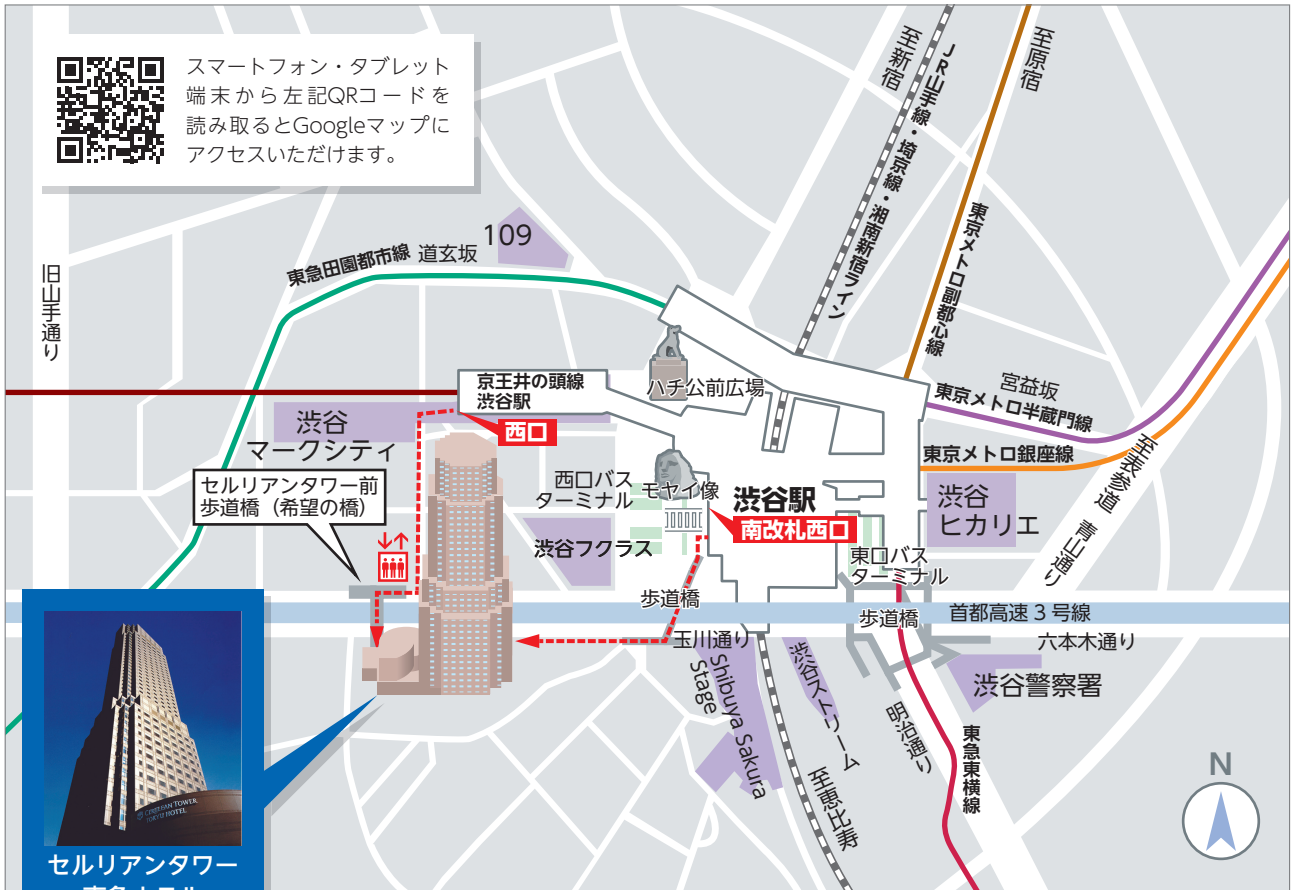 スマートフォン・タブレット
端末から左記QRコードを
読み取るとGoogleマップに
アクセスいただけます。
至新宿
JR山手線・埼京線・湘南新宿ライン
至原宿
東京メトロ副都心線
109
東急田園都市線
道玄坂
旧山手通り
ハチ公前広場
京王井の頭線
渋谷駅
西口
渋谷
マークシティ
セルリアンタワー前
歩道橋（希望の橋）
西口バス
ターミナル
モヤイ像
渋谷フクラス
渋谷駅
南改札西口
宮益坂
東京メトロ半蔵門線
東京メトロ銀座線
至表参道
青山通り
渋谷
ヒカリエ
東口バス
ターミナル
歩道橋
歩道橋
首都高速3号線
玉川通り
六本木通り
渋谷警察署
Shibuya Sakura
Stage
渋谷ストリーム
明治通り
東急東横線
至恵比寿
N
CERULEAN TOWER
TOKYU HOTEL
セルリアンタワー
東急ホテル